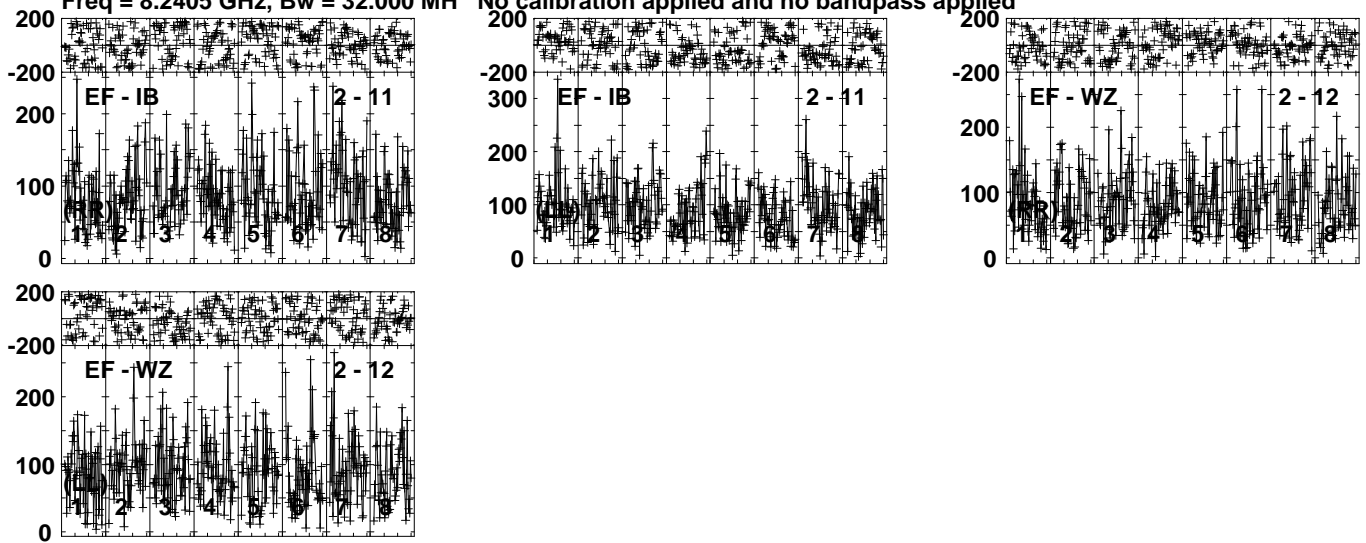 Freq = 8.2405 GHz, Bw = 32.000 MH No calibration applied and no bandpass applied
200
-200
200
100
0
EF - IB 2 - 11
(RR)
1 2 3 4 5 6 7 8
200
-200
300
200
100
0
EF - IB 2 - 11
(LL)
1 2 3 4 5 6 7 8
200
-200
200
100
0
EF - WZ 2 - 12
(RR)
1 2 3 4 5 6 7 8
200
-200
200
100
0
EF - WZ 2 - 12
(LL)
1 2 3 4 5 6 7 8